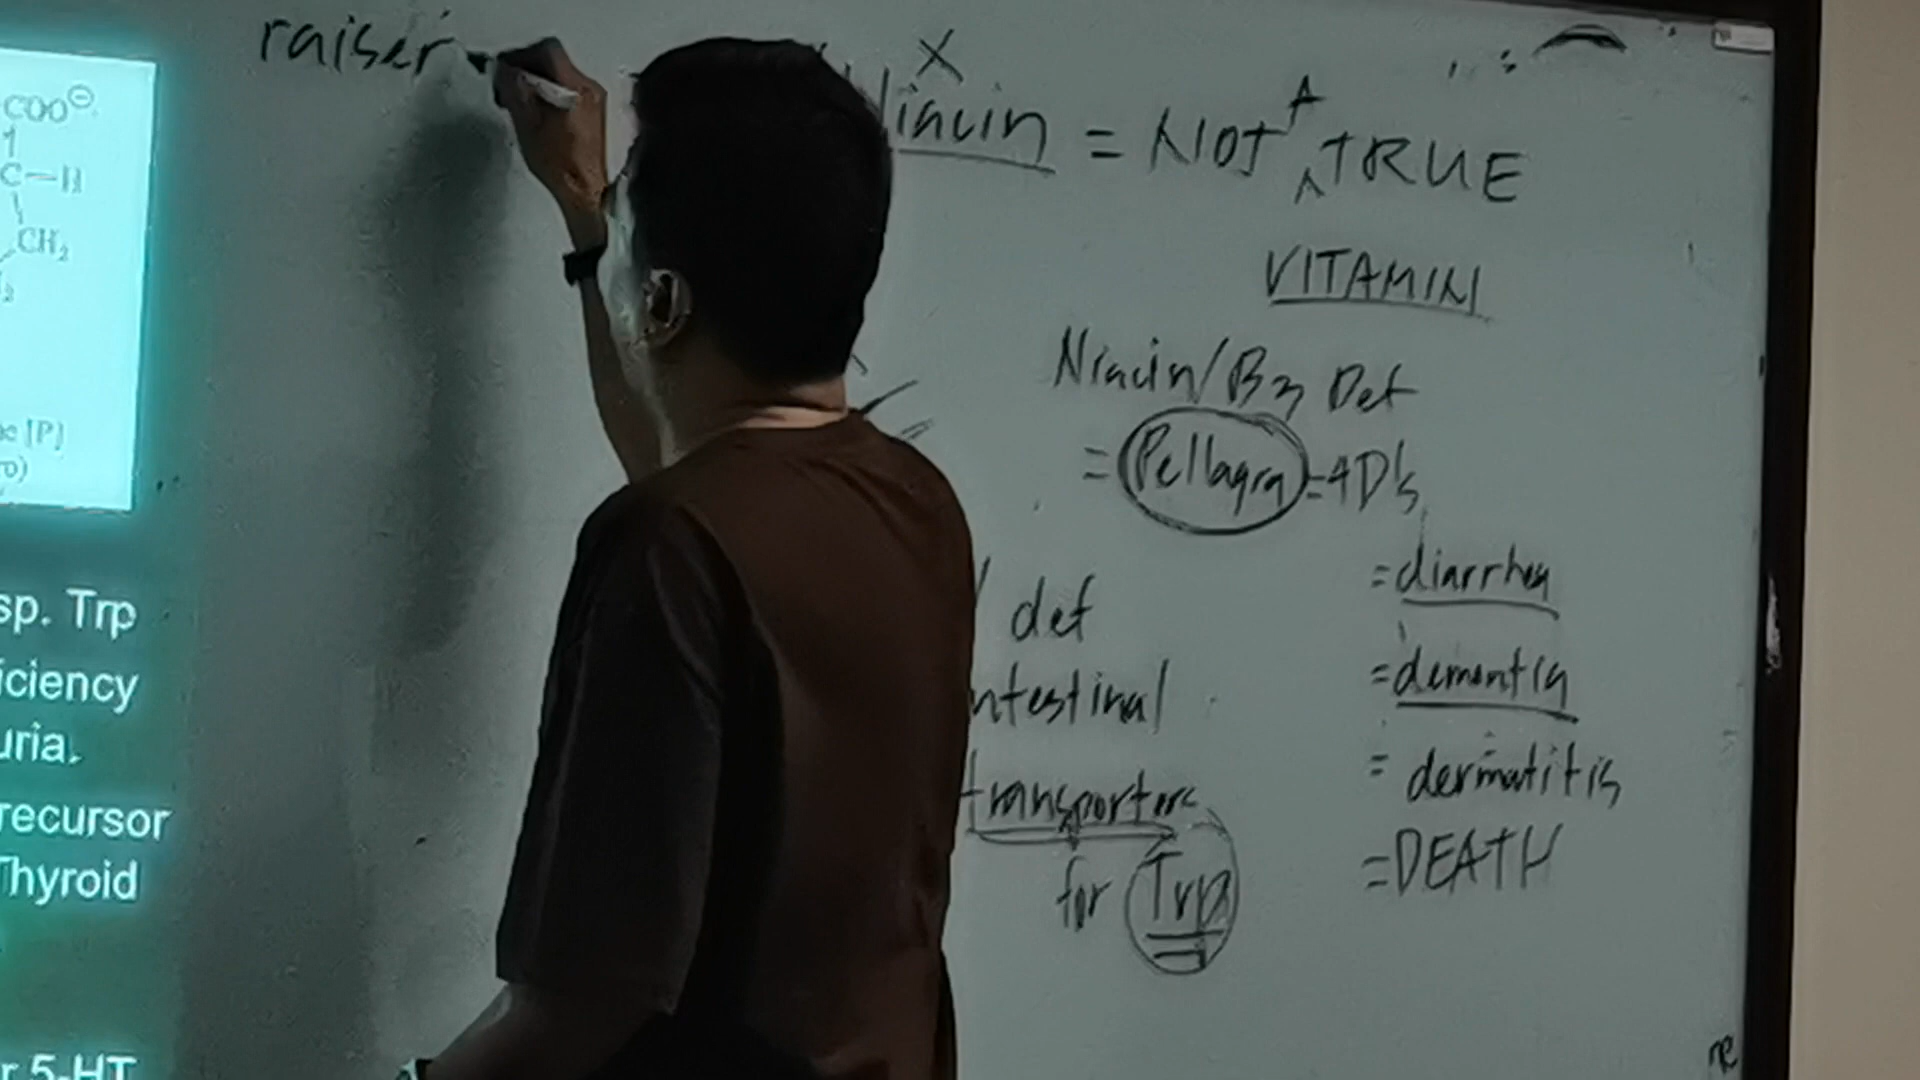 raiser
COO⊖
C—H
CH₂
[P]
sp. Trp
iciency
uria.
recursor
Thyroid
r 5-HT
X
Niacin = NOT A TRUE
VITAMIN
Niacin/B3 Def
= Pellagra = 4D's
= diarrhea
= dementia
= dermatitis
= DEATH
def
ntestinal
transporters
for Trp